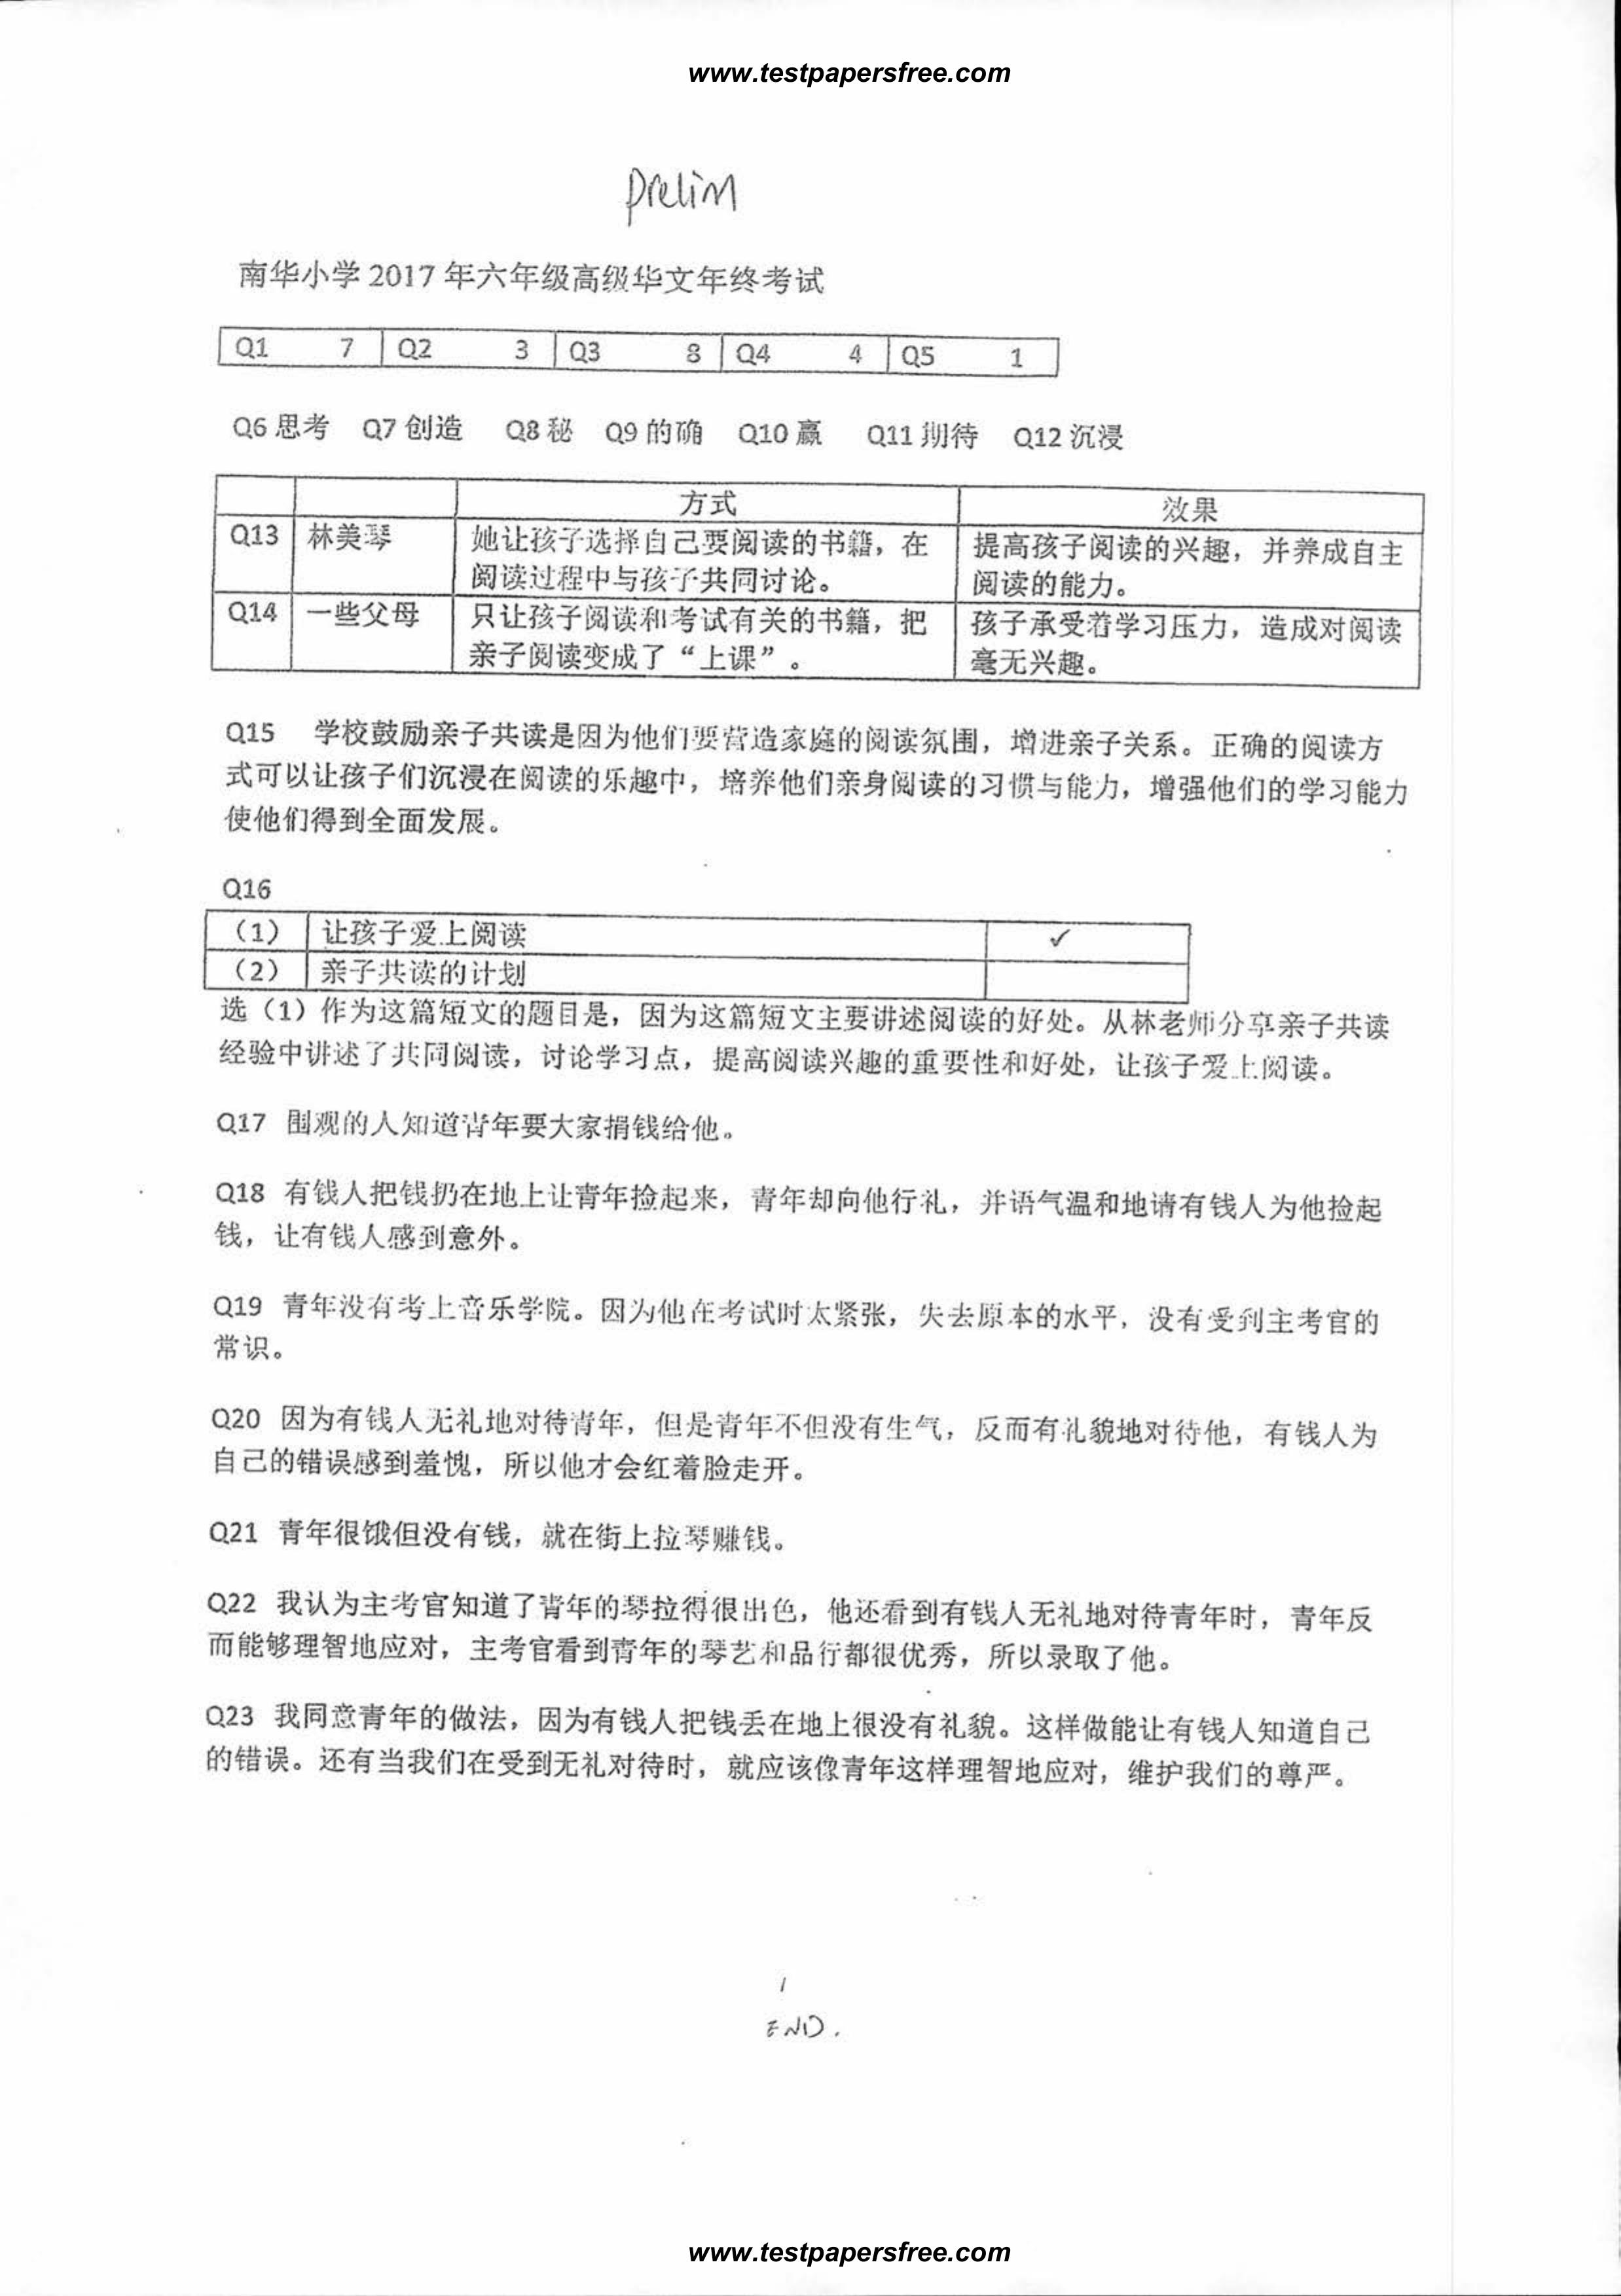 www.testpapersfree.com
Prelim
南华小学 2017 年六年级高级华文年终考试
Q1 7 Q2 3 Q3 8 Q4 4 Q5 1
Q6 思考 Q7 创造 Q8 秘 Q9 的确 Q10 赢 Q11 期待 Q12 沉浸
方式 效果
Q13 林美琴 她让孩子选择自己要阅读的书籍，在 提高孩子阅读的兴趣，并养成自主
阅读过程中与孩子共同讨论。 阅读的能力。
Q14 一些父母 只让孩子阅读和考试有关的书籍，把 孩子承受着学习压力，造成对阅读
亲子阅读变成了“上课”。 毫无兴趣。
Q15 学校鼓励亲子共读是因为他们要营造家庭的阅读氛围，增进亲子关系。正确的阅读方
式可以让孩子们沉浸在阅读的乐趣中，培养他们亲身阅读的习惯与能力，增强他们的学习能力
使他们得到全面发展。
Q16
（1） 让孩子爱上阅读 ✓
（2） 亲子共读的计划
选（1）作为这篇短文的题目是，因为这篇短文主要讲述阅读的好处。从林老师分享亲子共读
经验中讲述了共同阅读，讨论学习点，提高阅读兴趣的重要性和好处，让孩子爱上阅读。
Q17 围观的人知道青年要大家捐钱给他。
Q18 有钱人把钱扔在地上让青年捡起来，青年却向他行礼，并语气温和地请有钱人为他捡起
钱，让有钱人感到意外。
Q19 青年没有考上音乐学院。因为他在考试时太紧张，失去原本的水平，没有受到主考官的
常识。
Q20 因为有钱人无礼地对待青年，但是青年不但没有生气，反而有礼貌地对待他，有钱人为
自己的错误感到羞愧，所以他才会红着脸走开。
Q21 青年很饿但没有钱，就在街上拉琴赚钱。
Q22 我认为主考官知道了青年的琴拉得很出色，他还看到有钱人无礼地对待青年时，青年反
而能够理智地应对，主考官看到青年的琴艺和品行都很优秀，所以录取了他。
Q23 我同意青年的做法，因为有钱人把钱丢在地上很没有礼貌。这样做能让有钱人知道自己
的错误。还有当我们在受到无礼对待时，就应该像青年这样理智地应对，维护我们的尊严。
1
END.
www.testpapersfree.com